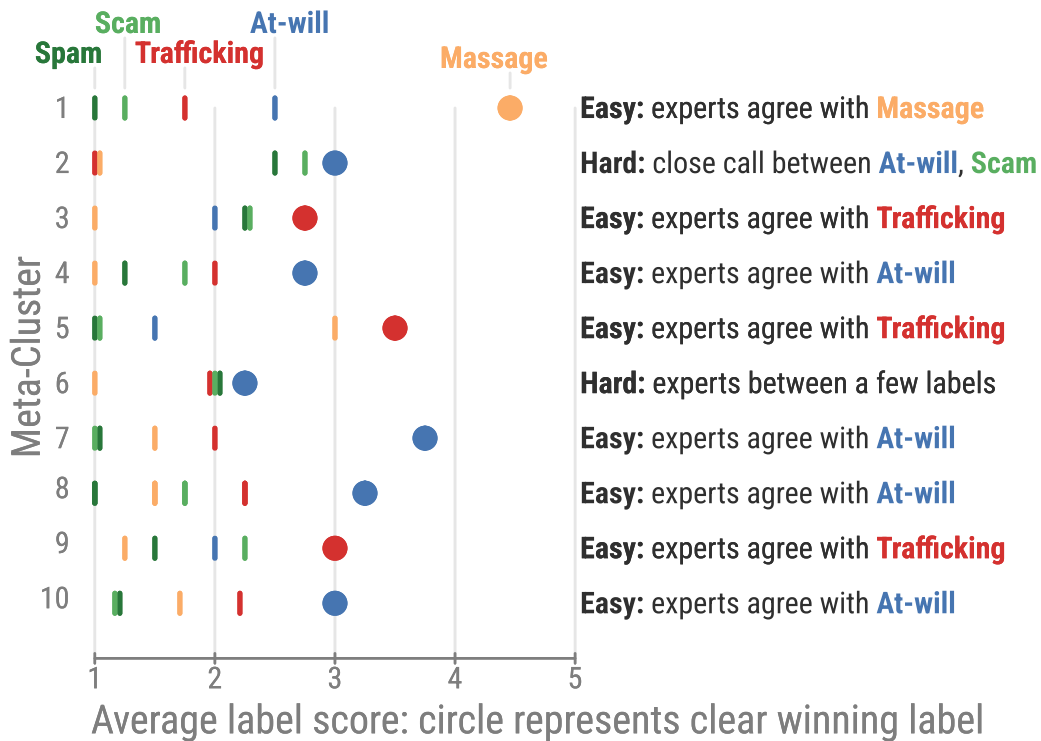 Scam At-will
Spam Trafficking Massage
1 Easy: experts agree with Massage
2 Hard: close call between At-will, Scam
3 Easy: experts agree with Trafficking
4 Easy: experts agree with At-will
5 Easy: experts agree with Trafficking
6 Hard: experts between a few labels
7 Easy: experts agree with At-will
8 Easy: experts agree with At-will
9 Easy: experts agree with Trafficking
10 Easy: experts agree with At-will
Meta-Cluster
1 2 3 4 5
Average label score: circle represents clear winning label